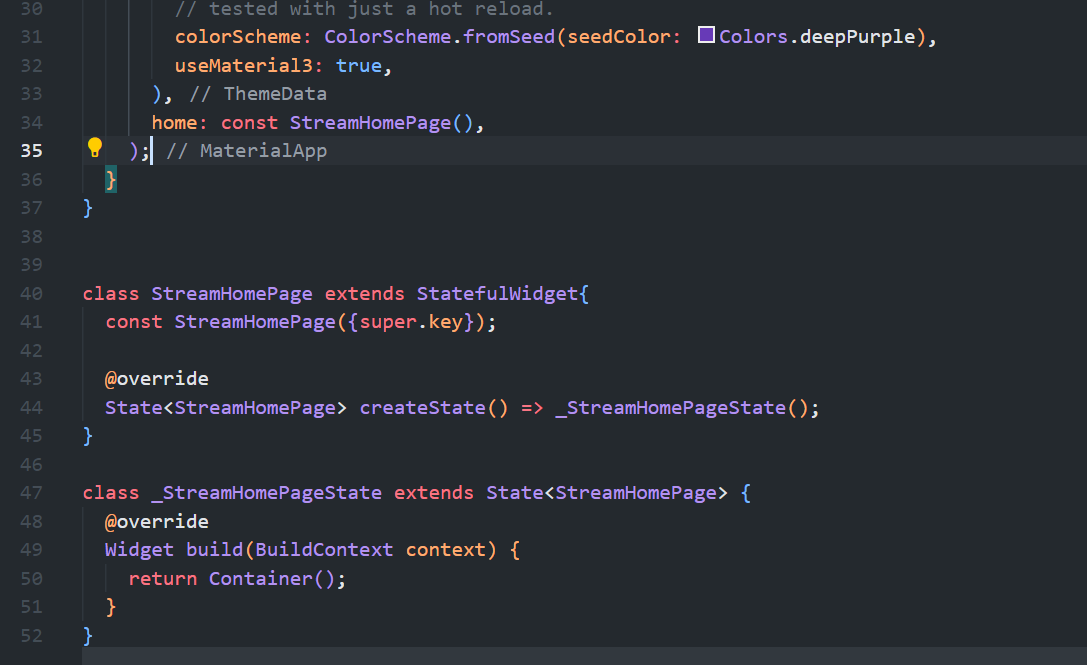 30 // tested with just a hot reload.
31 colorScheme: ColorScheme.fromSeed(seedColor: Colors.deepPurple),
32 useMaterial3: true,
33 ), // ThemeData
34 home: const StreamHomePage(),
35 ); // MaterialApp
36 }
37 }
38
39
40 class StreamHomePage extends StatefulWidget{
41 const StreamHomePage({super.key});
42
43 @override
44 State<StreamHomePage> createState() => _StreamHomePageState();
45 }
46
47 class _StreamHomePageState extends State<StreamHomePage> {
48 @override
49 Widget build(BuildContext context) {
50 return Container();
51 }
52 }